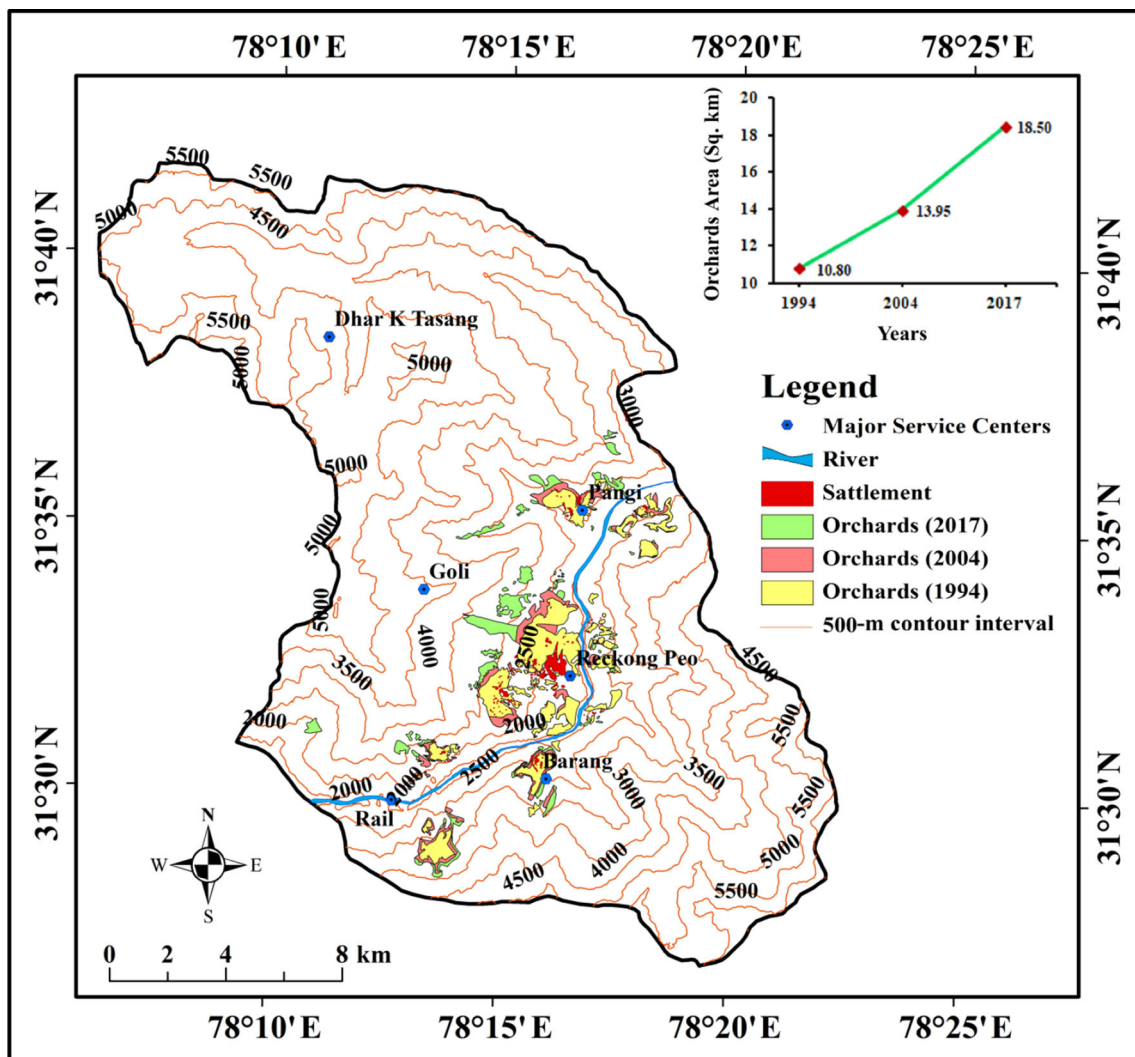 78°10'E 78°15'E 78°20'E 78°25'E
31°40'N
31°35'N
31°30'N
31°40'N
31°35'N
31°30'N
Orchards Area (Sq. km)
20
18
16
14
12
10
18.50
13.95
10.80
1994 2004 2017
Years
5500
5500
5000
4500
Dhar K Tasang
5500
5000
5000
3000
5000
Pangi
5000
Goli
5000
4000
2500
Reckong Peo
3500
4500
2000
2000
5500
Barang
2500
3500
2000
2000
3000
5500
Rail
4000
5000
4500
5500
Legend
Major Service Centers
River
Sattlement
Orchards (2017)
Orchards (2004)
Orchards (1994)
500-m contour interval
N
W E
S
0 2 4 8 km
78°10'E 78°15'E 78°20'E 78°25'E